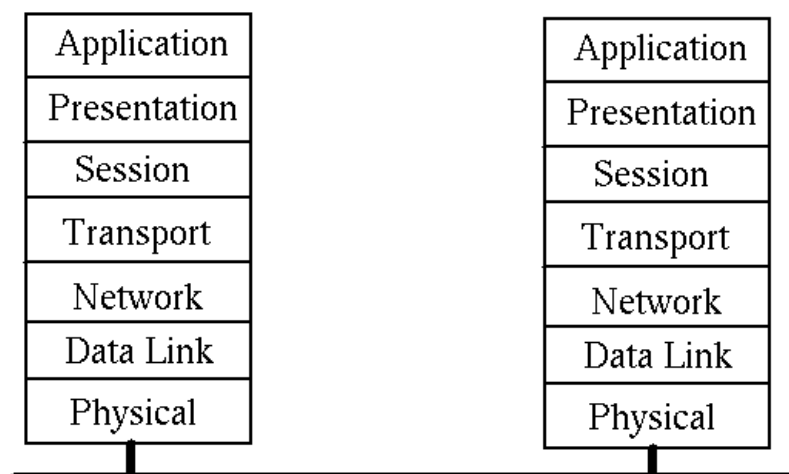 Application
Presentation
Session
Transport
Network
Data Link
Physical
Application
Presentation
Session
Transport
Network
Data Link
Physical